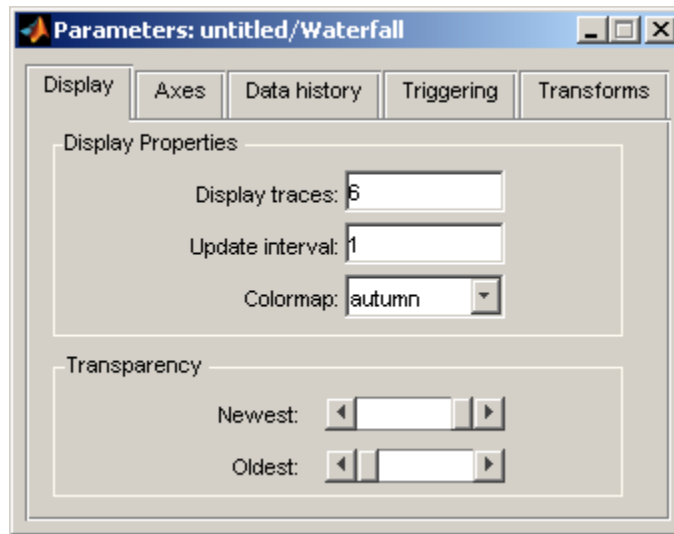 Parameters: untitled/Waterfall
Display Axes Data history Triggering Transforms
Display Properties
Display traces: 6
Update interval: 1
Colormap: autumn
Transparency
Newest:
Oldest: